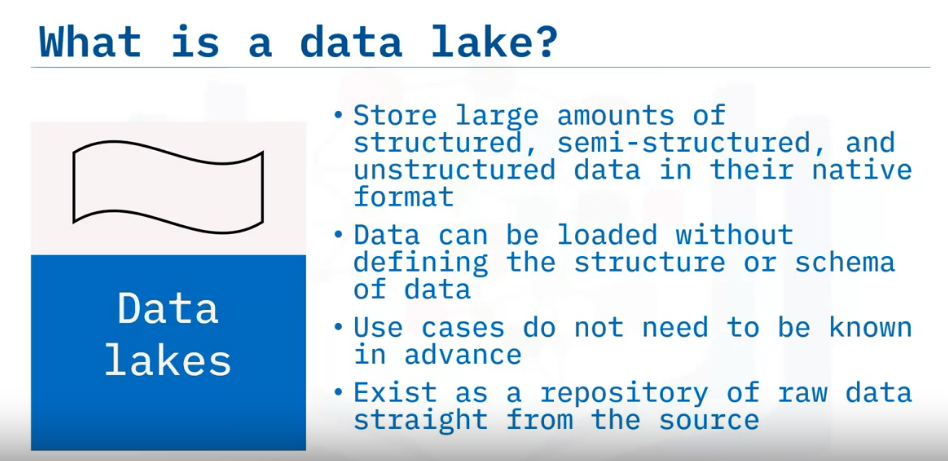 What is a data lake?
• Store large amounts of
structured, semi-structured, and
unstructured data in their native
format
• Data can be loaded without
defining the structure or schema
of data
• Use cases do not need to be known
in advance
• Exist as a repository of raw data
straight from the source
Data
lakes